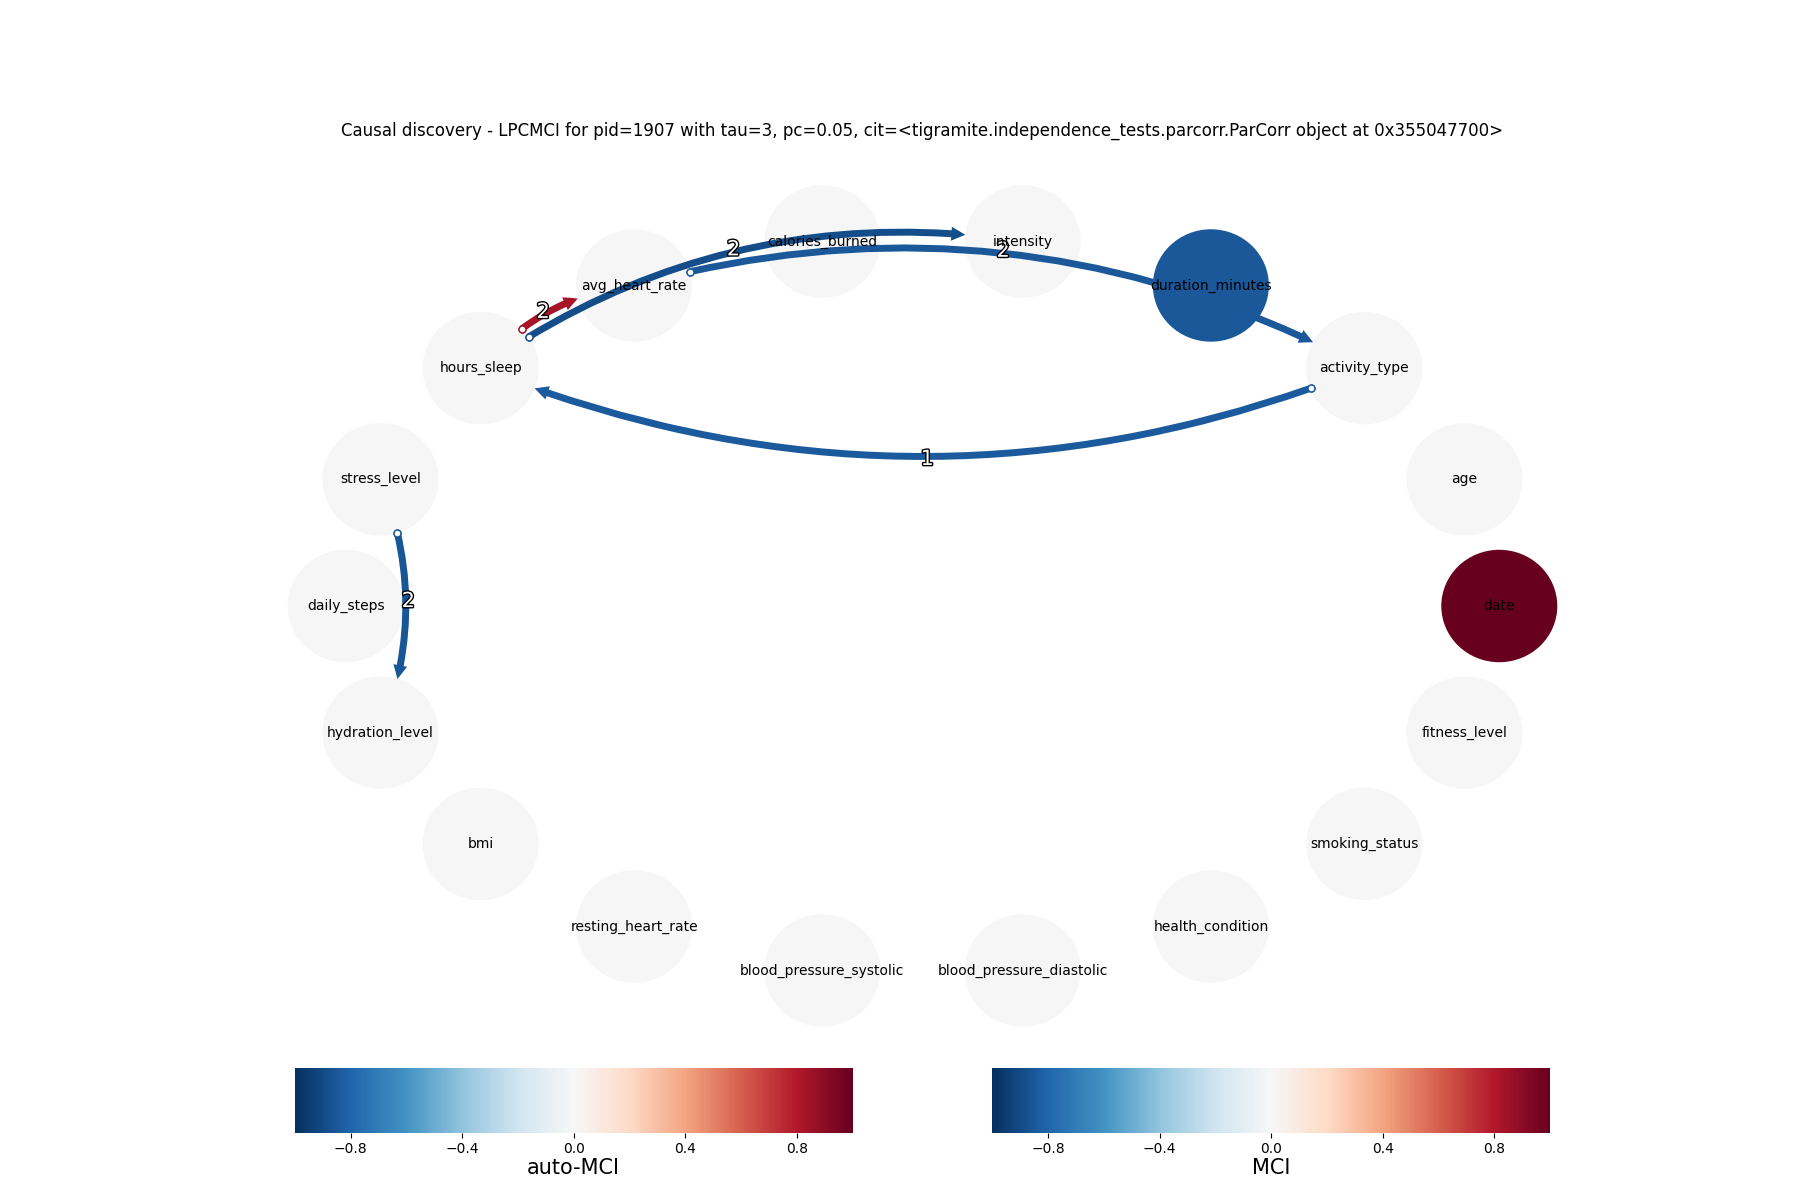 Causal discovery - LPCMCI for pid=1907 with tau=3, pc=0.05, cit=<tigramite.independence_tests.parcorr.ParCorr object at 0x355047700>
calories_burned
intensity
2
2
avg_heart_rate
duration_minutes
2
hours_sleep
activity_type
1
stress_level
age
2
daily_steps
date
hydration_level
fitness_level
bmi
smoking_status
resting_heart_rate
health_condition
blood_pressure_systolic
blood_pressure_diastolic
−0.8 −0.4 0.0 0.4 0.8
auto-MCI
−0.8 −0.4 0.0 0.4 0.8
MCI